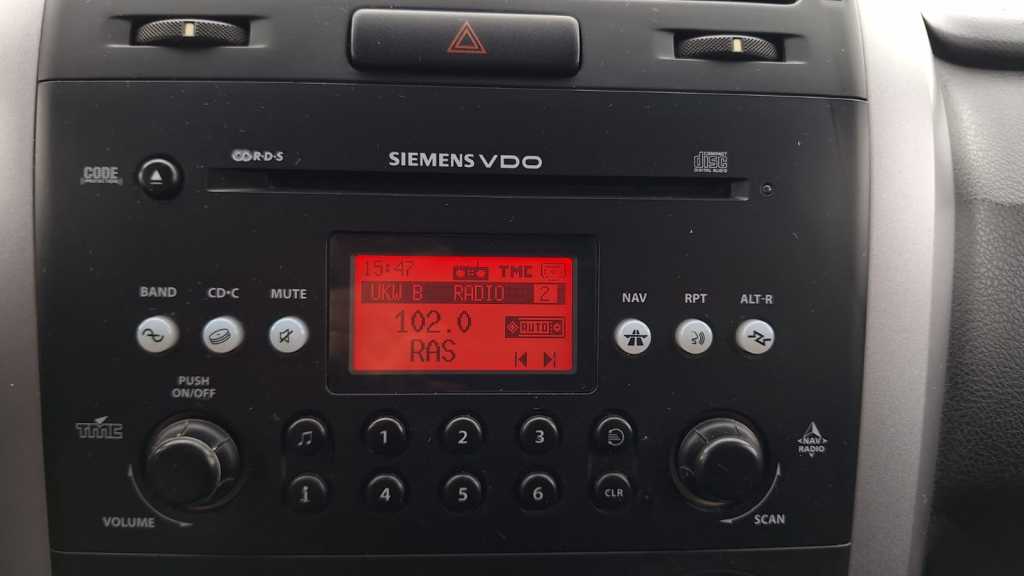 CODE
R·D·S
SIEMENS VDO
COMPACT
disc
DIGITAL AUDIO
15:47 TMC
UKW B RADIO 2
102.0 AUTO
RAS
BAND CD•C MUTE
NAV RPT ALT-R
PUSH
ON/OFF
TMC
1 2 3
NAV
RADIO
i 4 5 6 CLR
VOLUME
SCAN